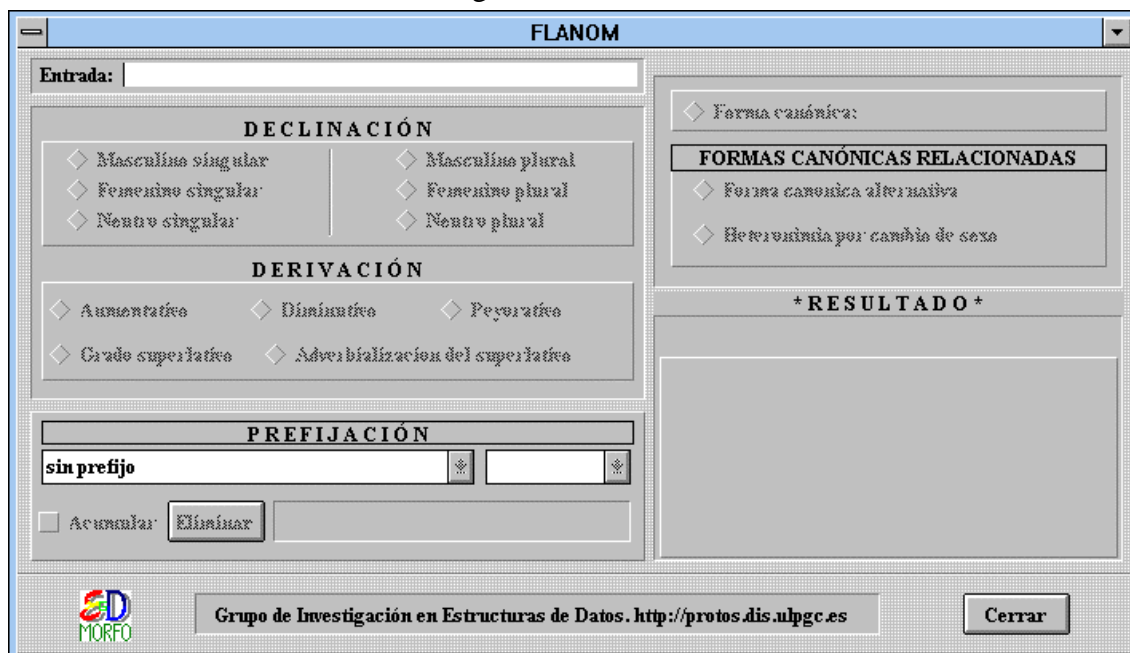 FLANOM
Entrada:
DECLINACIÓN
Masculino singular
Masculino plural
Femenino singular
Femenino plural
Neutro singular
Neutro plural
DERIVACIÓN
Aumentativo
Diminutivo
Peyorativo
Grado superlativo
Adverbialización del superlativo
PREFIJACIÓN
sin prefijo
Acumular
Eliminar
Forma canónica:
FORMAS CANÓNICAS RELACIONADAS
Forma canonica alternativa
Heteronimia por cambio de sexo
*RESULTADO*
MORFO
Grupo de Investigación en Estructuras de Datos. http://protos.dis.ulpgc.es
Cerrar